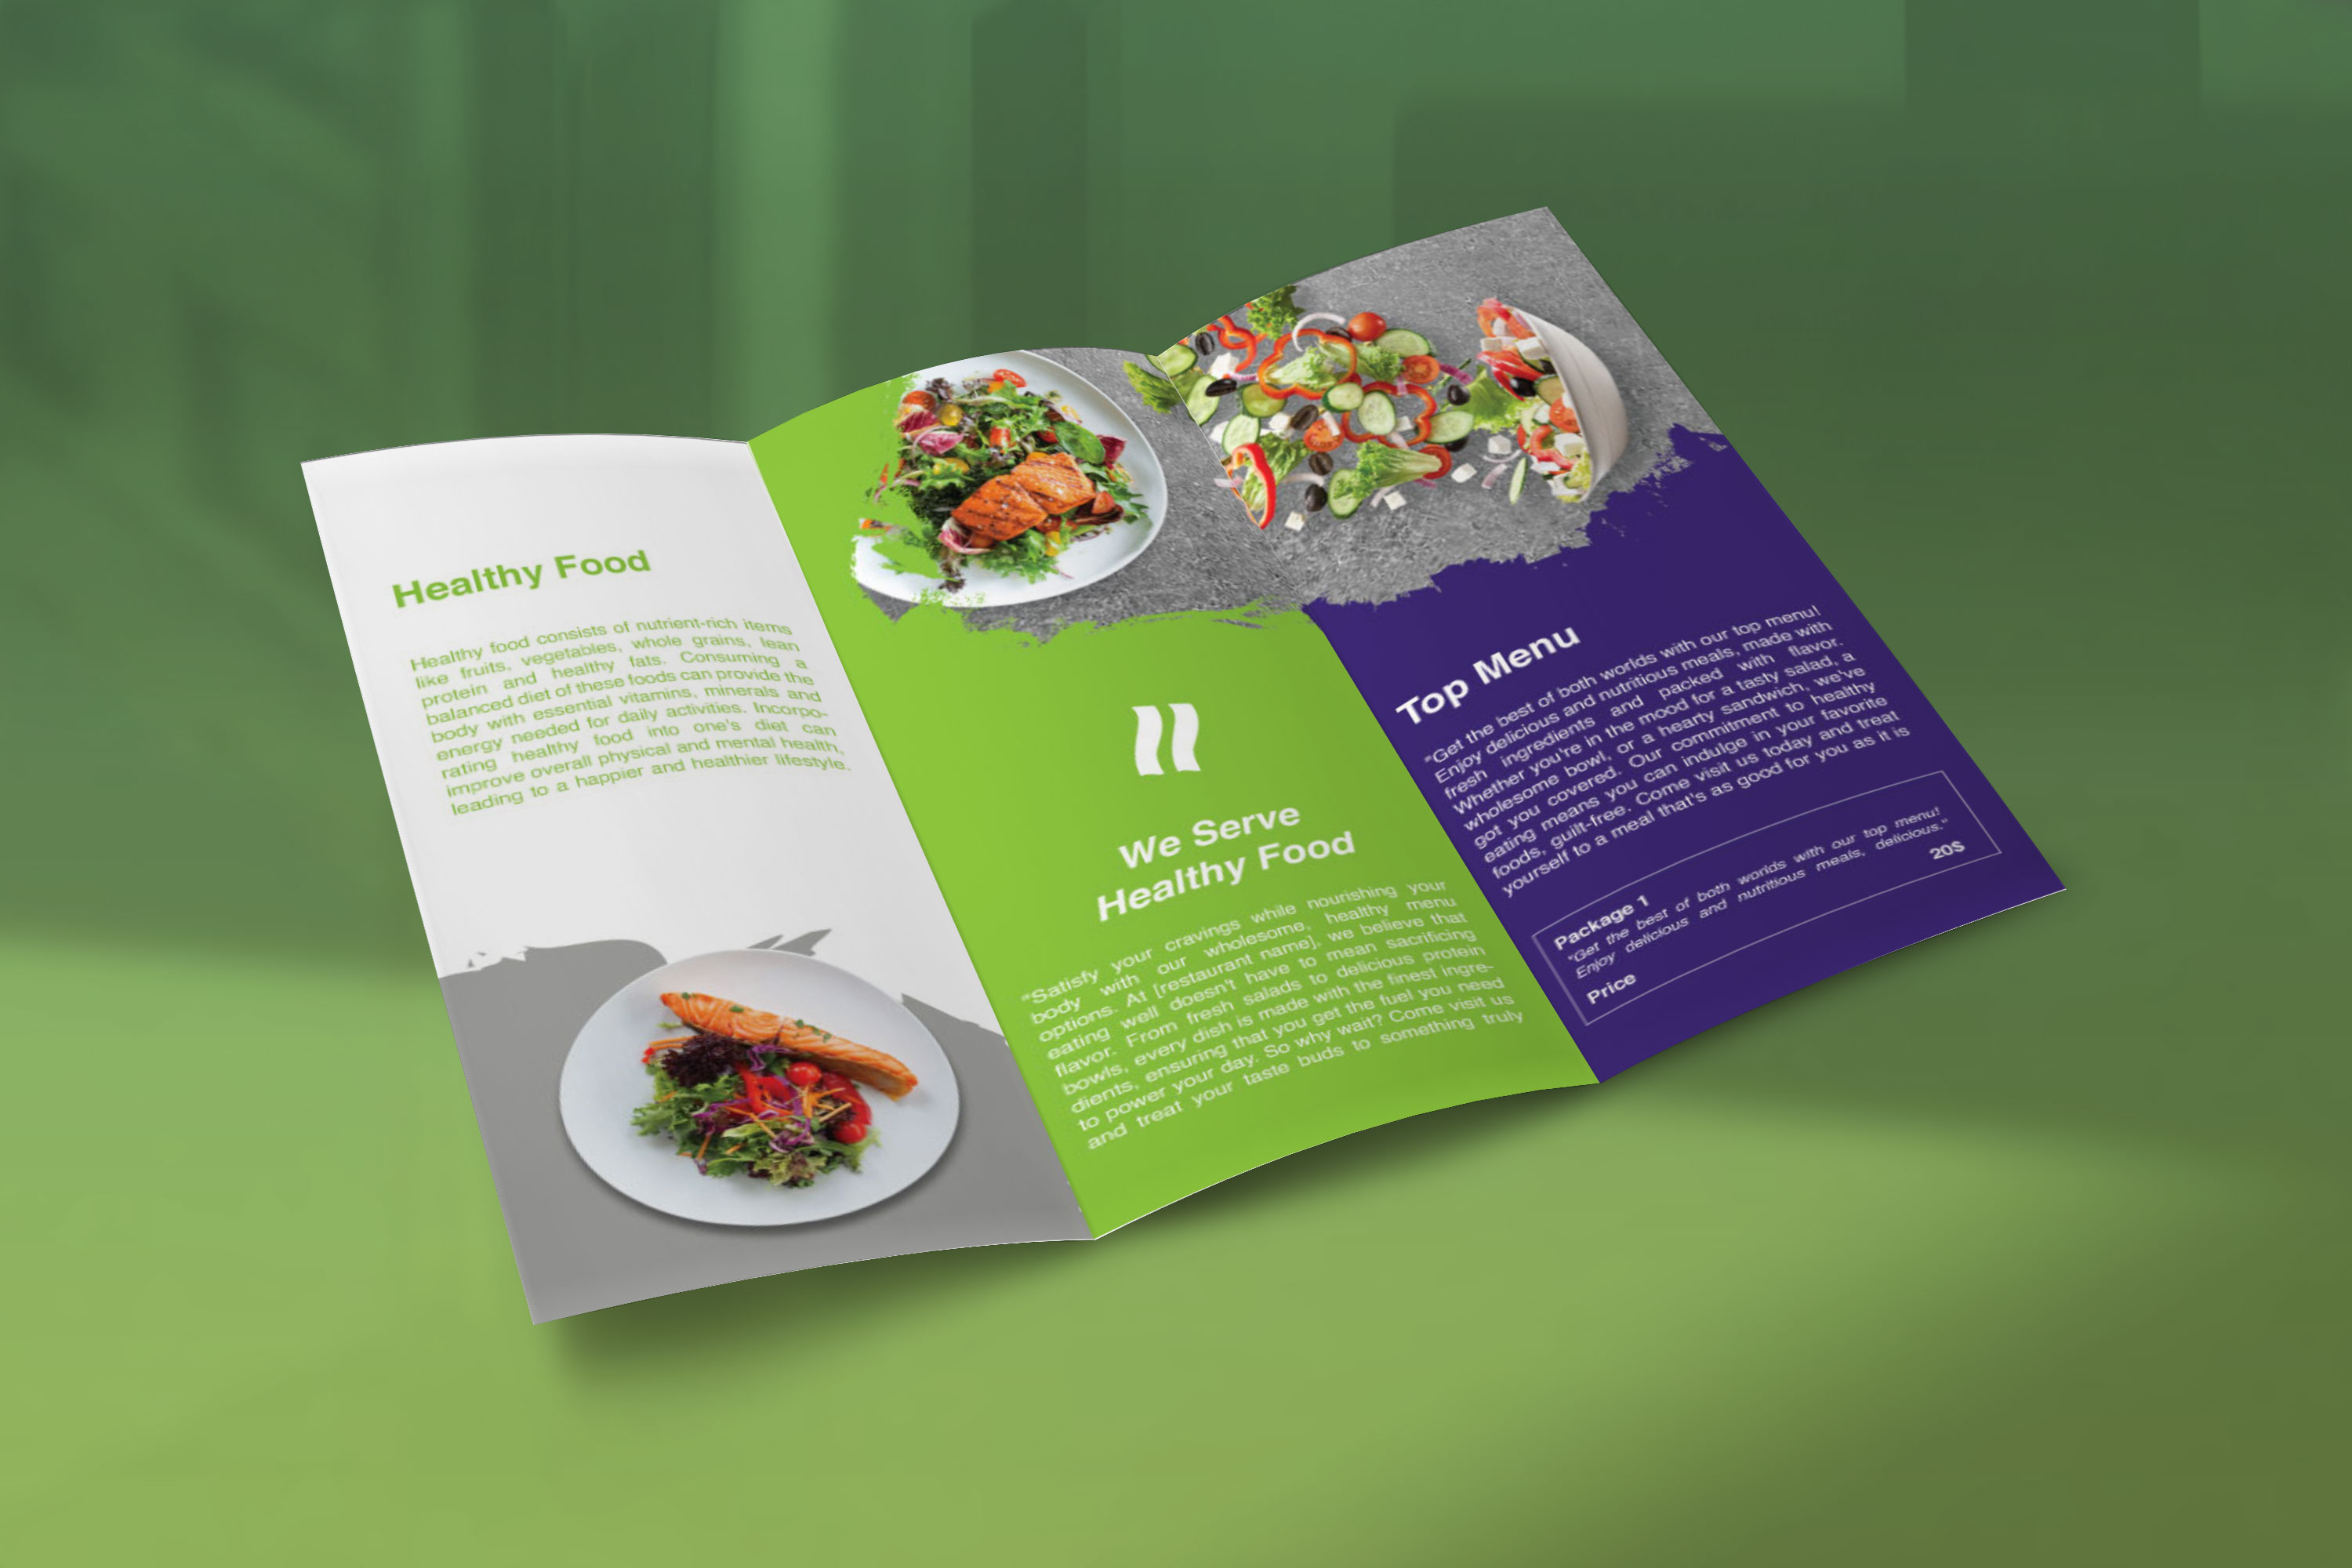 Healthy Food
Healthy food consists of nutrient-rich items
like fruits, vegetables, whole grains, lean
protein and healthy fats. Consuming a
balanced diet of these foods can provide the
body with essential vitamins, minerals and
energy needed for daily activities. Incorpo-
rating healthy food into one's diet can
improve overall physical and mental health,
leading to a happier and healthier lifestyle.
We Serve
Healthy Food
"Satisfy your cravings while nourishing your
body with our wholesome, healthy menu
options. At [restaurant name], we believe that
eating well doesn't have to mean sacrificing
flavor. From fresh salads to delicious protein
bowls, every dish is made with the finest ingre-
dients, ensuring that you get the fuel you need
to power your day. So why wait? Come visit us
and treat your taste buds to something truly
Top Menu
"Get the best of both worlds with our top menu!
Enjoy delicious and nutritious meals, made with
fresh ingredients and packed with flavor.
Whether you're in the mood for a tasty salad, a
wholesome bowl, or a hearty sandwich, we've
got you covered. Our commitment to healthy
eating means you can indulge in your favorite
foods, guilt-free. Come visit us today and treat
yourself to a meal that's as good for you as it is
Package 1
"Get the best of both worlds with our top menu!
Enjoy delicious and nutritious meals, delicious."
Price 20$